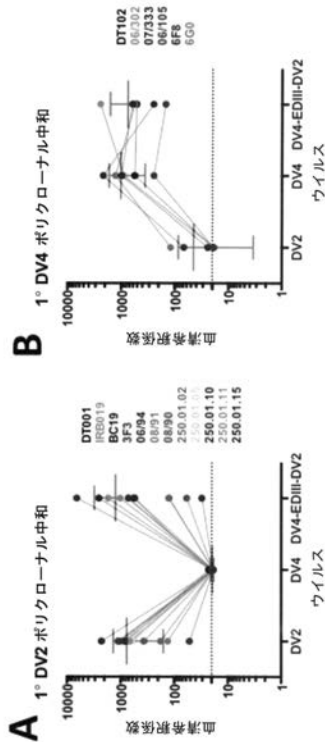 A
1° DV2 ポリクローナル中和
血清希釈係数
10000
1000
100
10
1
DV2
DV4
DV4-EDIII-DV2
ウイルス
DT001
IRB019
BC19
3F3
06/94
08/91
08/90
250.01.02
250.01.10
250.01.11
250.01.15
B
1° DV4 ポリクローナル中和
血清希釈係数
10000
1000
100
10
1
DV2
DV4
DV4-EDIII-DV2
ウイルス
DT102
06/302
07/333
06/105
6F8
6G0